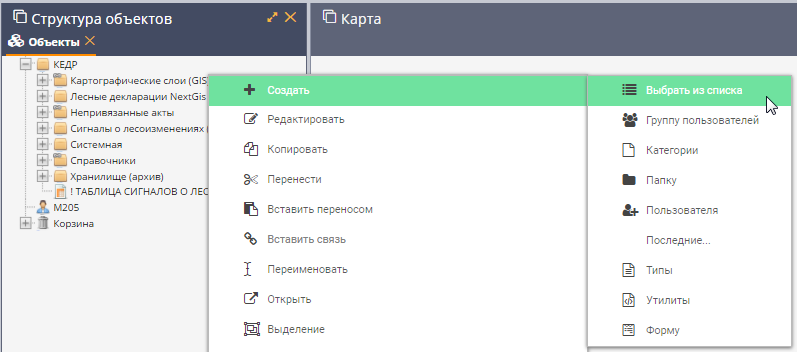 Структура объектов
Карта
Объекты
КЕДР
Картографические слои (GIS
Лесные декларации NextGis
Непривязанные акты
Сигналы о лесоизменениях (
Системная
Справочники
Хранилище (архив)
! ТАБЛИЦА СИГНАЛОВ О ЛЕС
М205
Корзина
Создать
Редактировать
Копировать
Перенести
Вставить переносом
Вставить связь
Переименовать
Открыть
Выделение
Выбрать из списка
Группу пользователей
Категории
Папку
Пользователя
Последние...
Типы
Утилиты
Форму